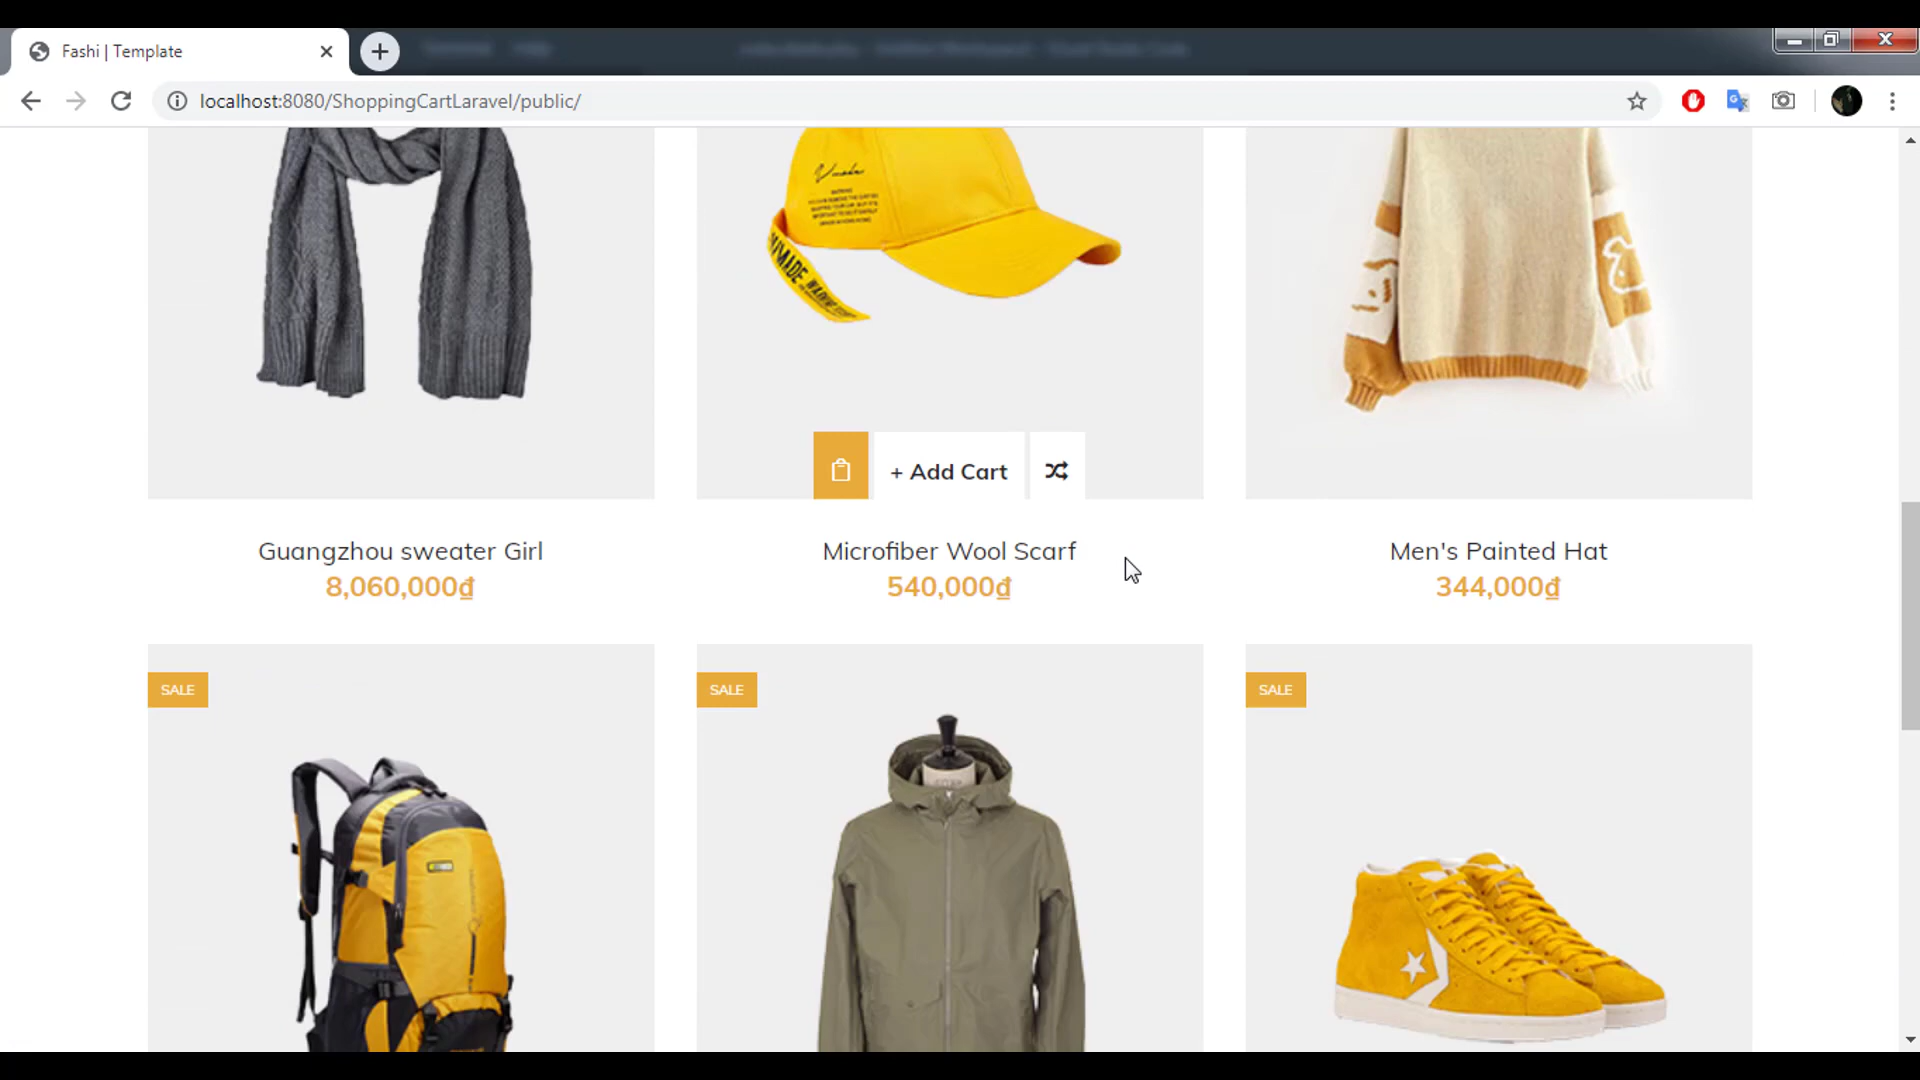 Fashi | Template
localhost:8080/ShoppingCartLaravel/public/
+ Add Cart
Guangzhou sweater Girl
Microfiber Wool Scarf
Men's Painted Hat
8,060,000₫
540,000₫
344,000₫
SALE
SALE
SALE